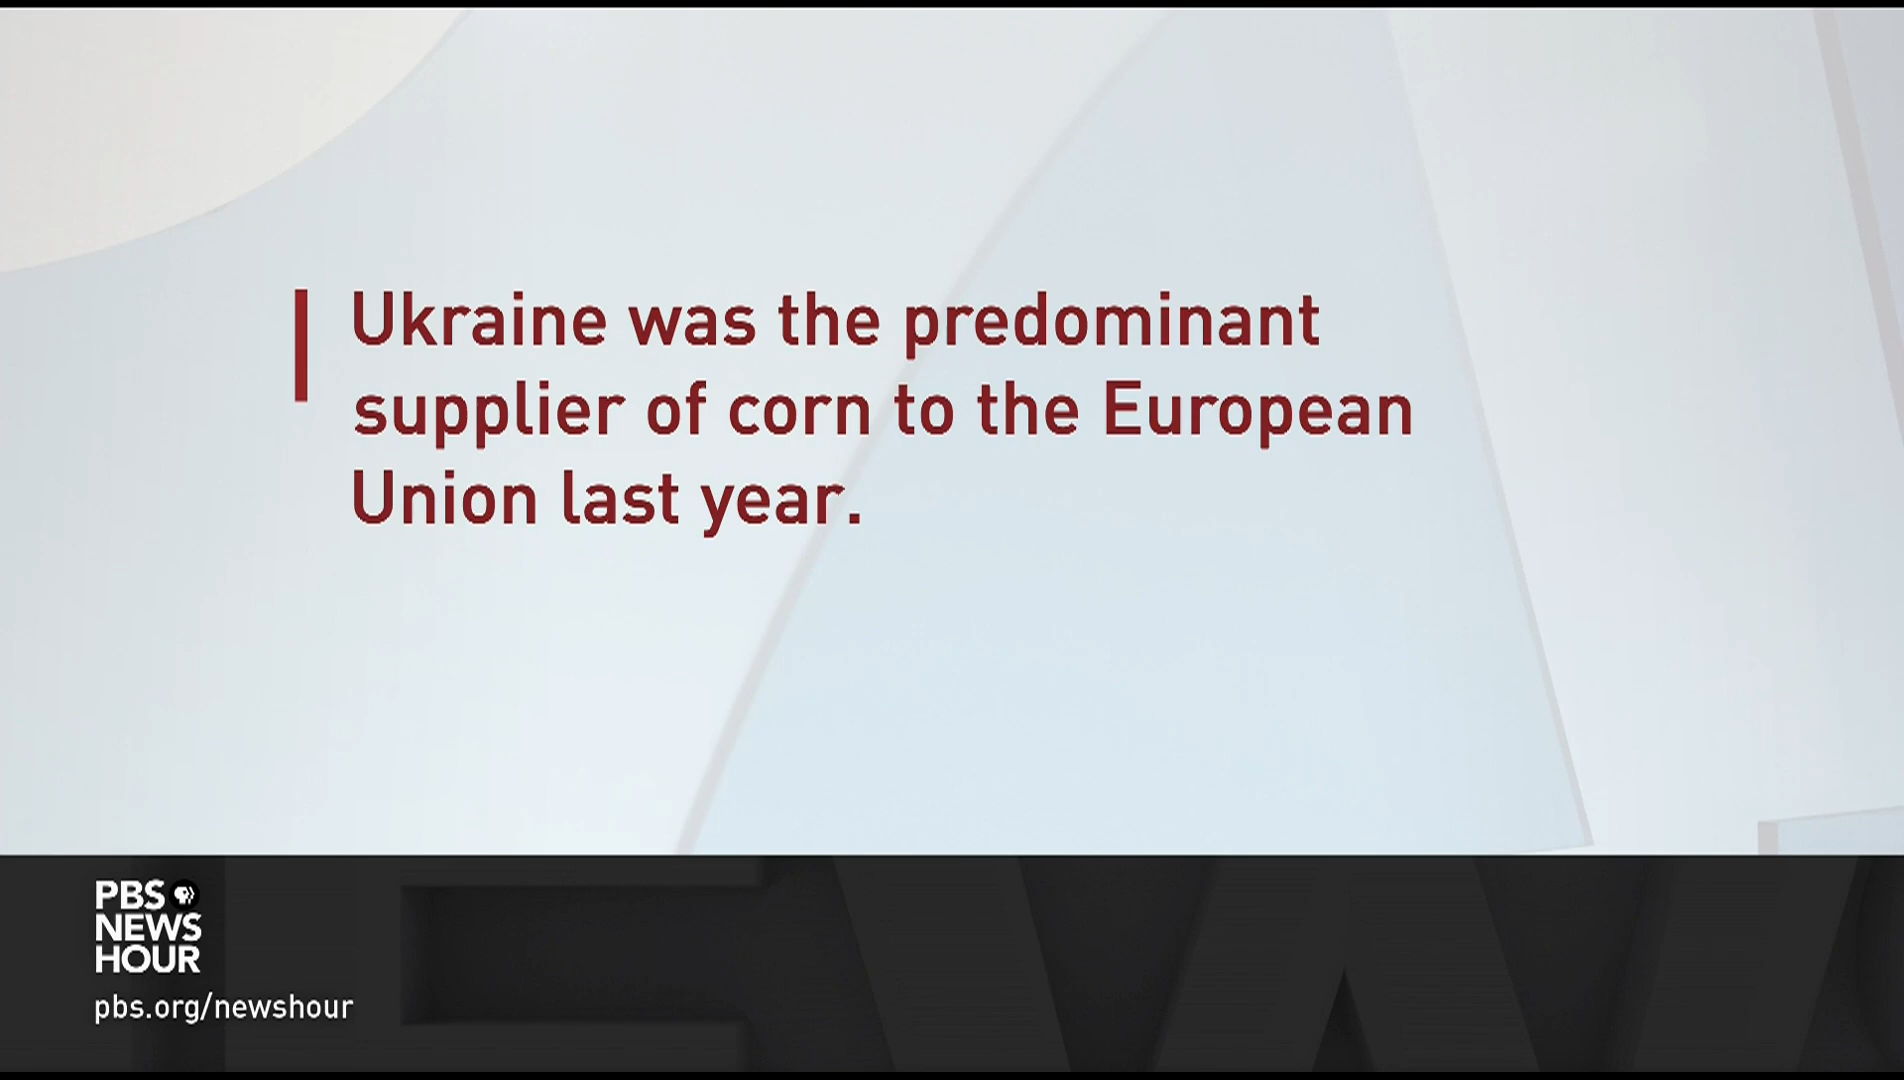 Ukraine was the predominant
supplier of corn to the European
Union last year.
PBS
NEWS
HOUR
pbs.org/newshour